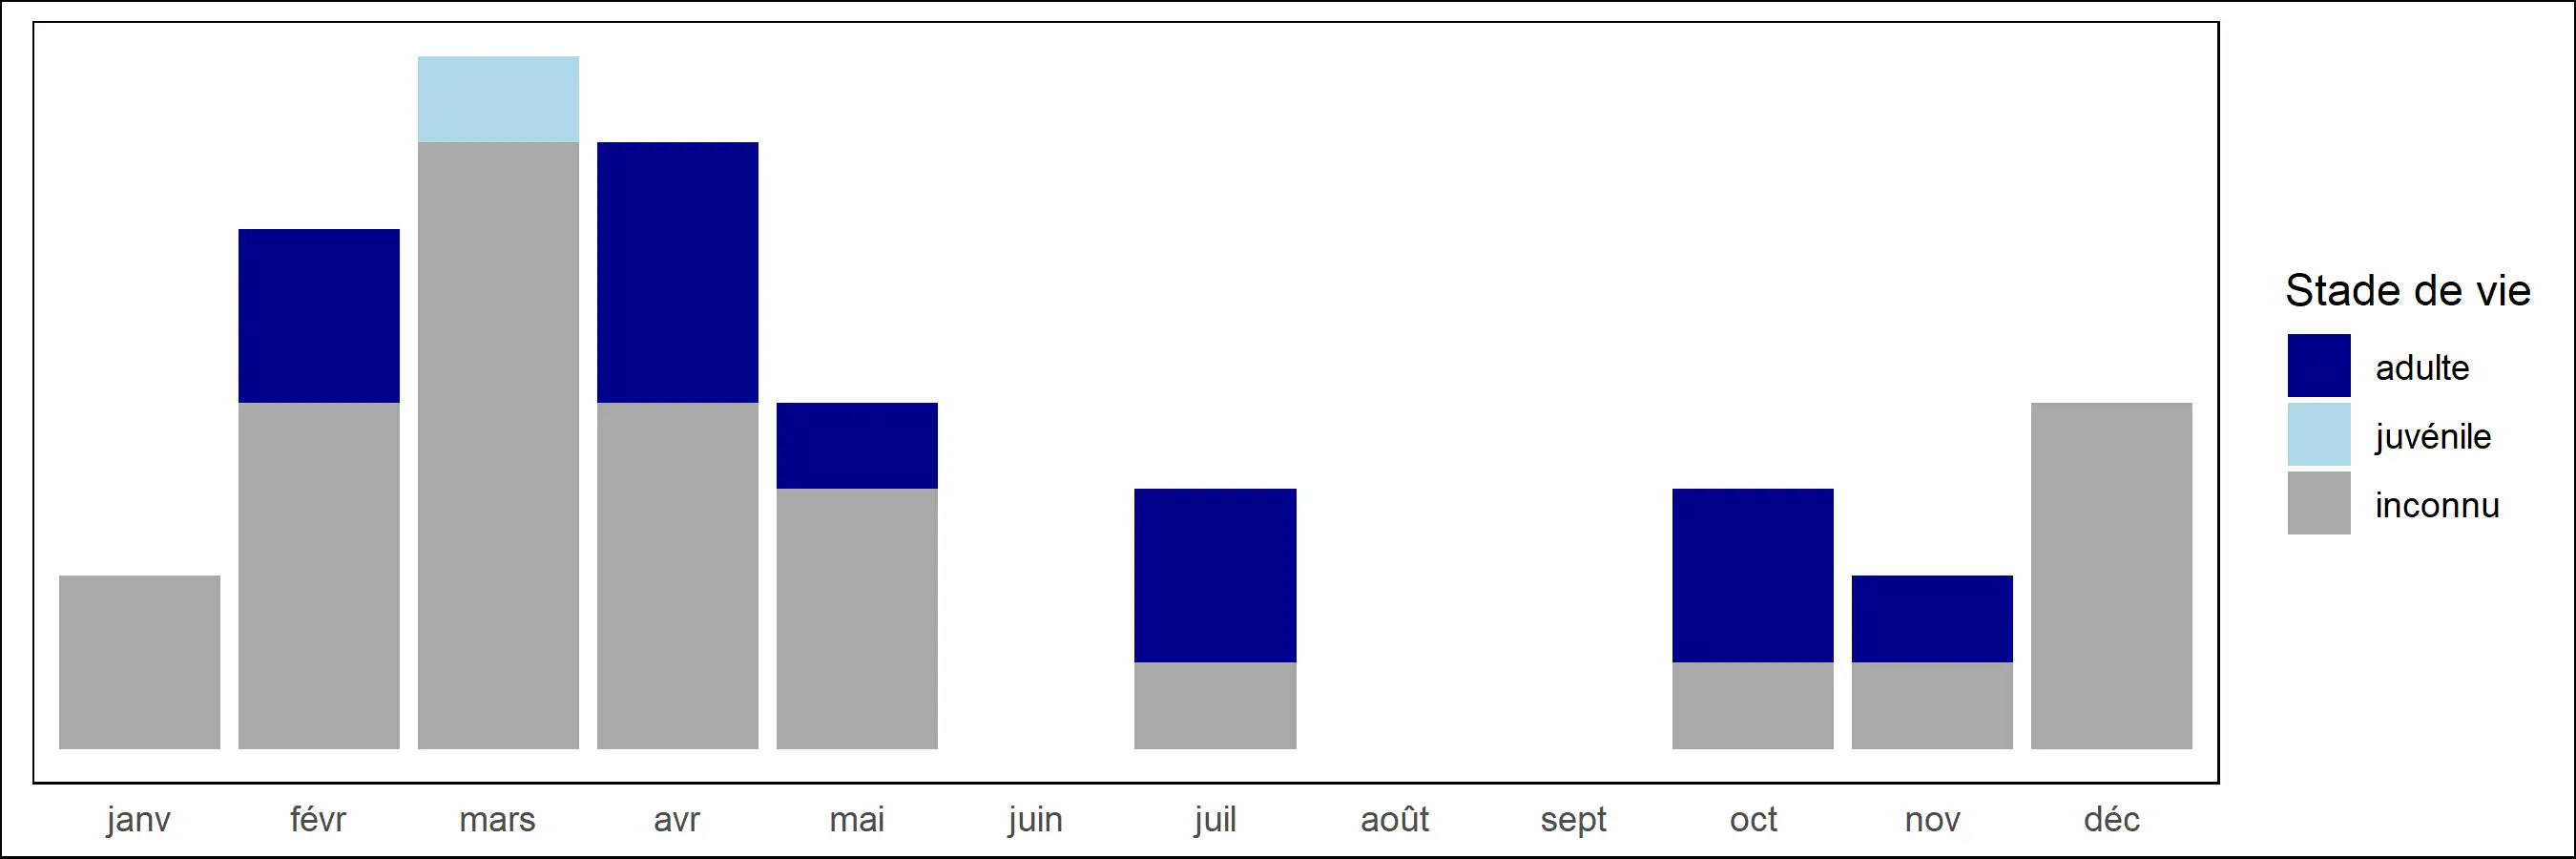 Stade de vie
adulte
juvénile
inconnu
janv févr mars avr mai juin juil août sept oct nov déc